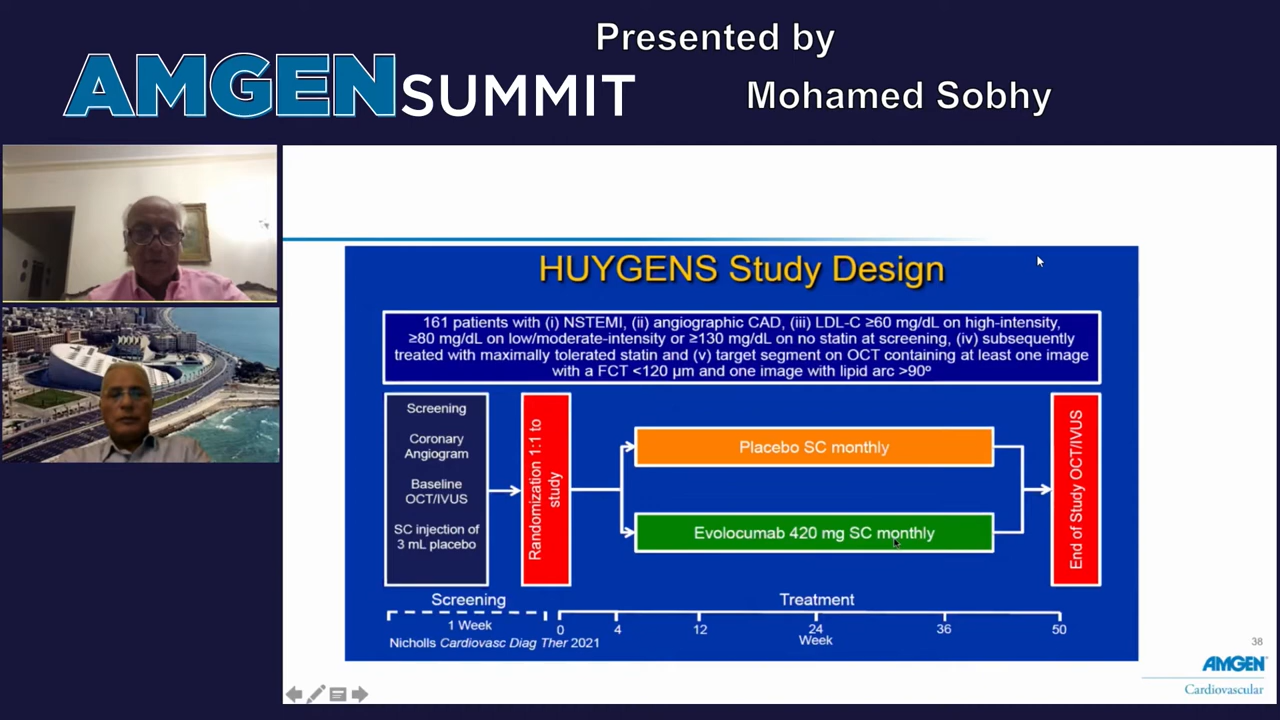 Presented by
AMGEN SUMMIT
Mohamed Sobhy
HUYGENS Study Design
161 patients with (i) NSTEMI, (ii) angiographic CAD, (iii) LDL-C ≥60 mg/dL on high-intensity,
≥80 mg/dL on low/moderate-intensity or ≥130 mg/dL on no statin at screening, (iv) subsequently
treated with maximally tolerated statin and (v) target segment on OCT containing at least one image
with a FCT <120 µm and one image with lipid arc >90º
Screening
Coronary
Angiogram
Baseline
OCT/IVUS
SC injection of
3 mL placebo
Randomization 1:1 to
study
Placebo SC monthly
Evolocumab 420 mg SC monthly
End of Study OCT/IVUS
Screening
Treatment
1 Week
0 4 12 24 36 50
Week
Nicholls Cardiovasc Diag Ther 2021
38
AMGEN
Cardiovascular